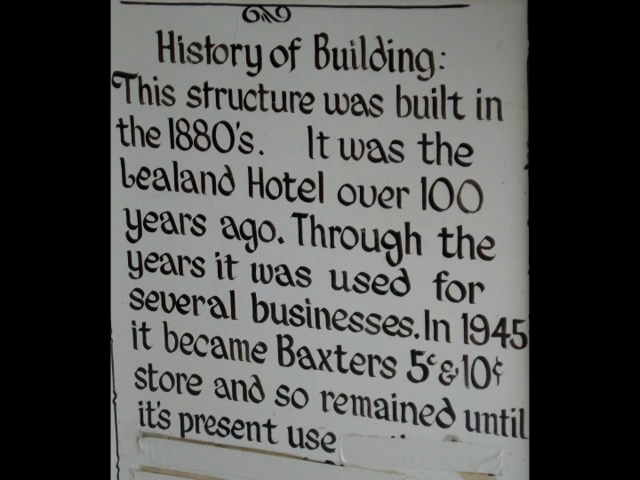 History of Building:
This structure was built in
the 1880's. It was the
Lealand Hotel over 100
years ago. Through the
years it was used for
several businesses. In 1945
it became Baxters 5¢ & 10¢
store and so remained until
it's present use